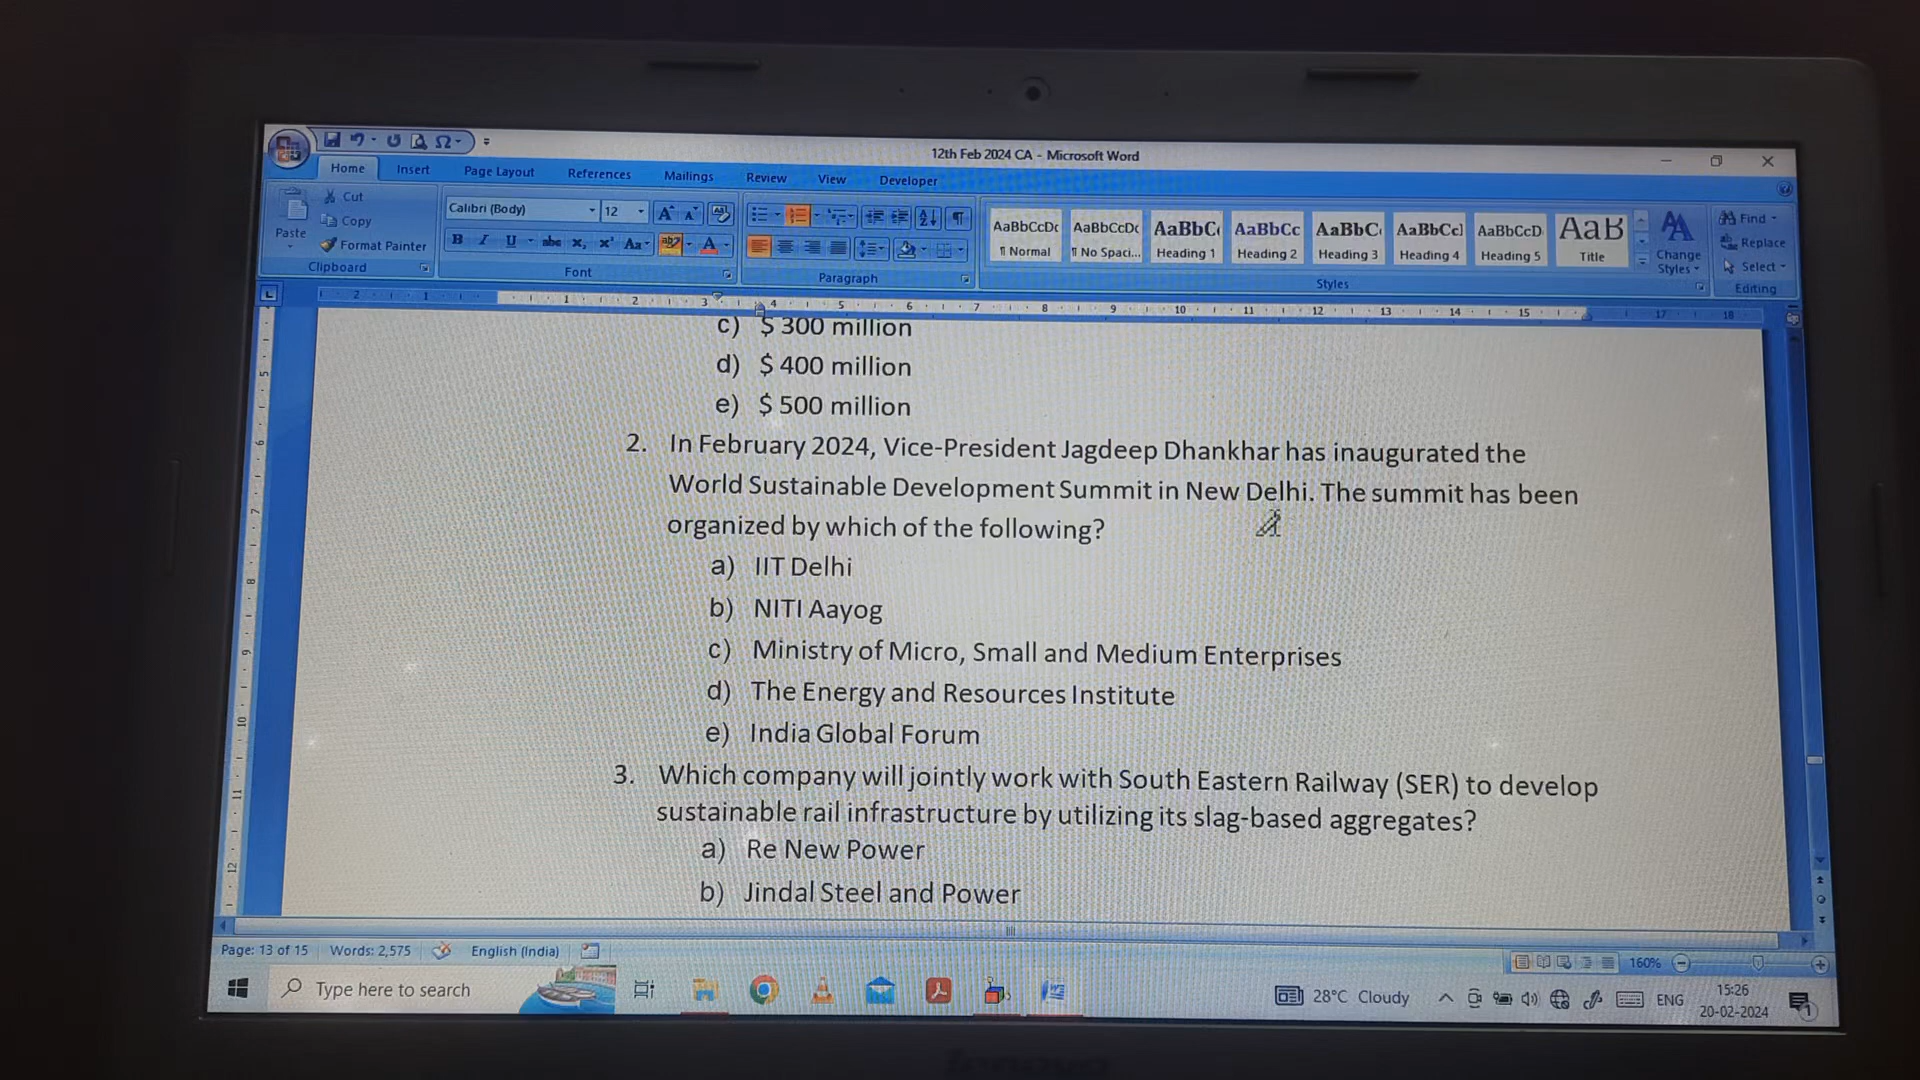 12th Feb 2024 CA - Microsoft Word
Home Insert Page Layout References Mailings Review View Developer
Paste
Cut
Copy
Format Painter
Clipboard
Calibri (Body) 12
Font
Paragraph
AaBbCcDc AaBbCcDc AaBbC AaBbCc AaBbC AaBbCcI AaBbCcD AaB
¶ Normal ¶ No Spaci... Heading 1 Heading 2 Heading 3 Heading 4 Heading 5 Title
Change
Styles
Styles
Find
Replace
Select
Editing
c) $ 300 million
d) $ 400 million
e) $ 500 million
2. In February 2024, Vice-President Jagdeep Dhankhar has inaugurated the
World Sustainable Development Summit in New Delhi. The summit has been
organized by which of the following?
a) IIT Delhi
b) NITI Aayog
c) Ministry of Micro, Small and Medium Enterprises
d) The Energy and Resources Institute
e) India Global Forum
3. Which company will jointly work with South Eastern Railway (SER) to develop
sustainable rail infrastructure by utilizing its slag-based aggregates?
a) Re New Power
b) Jindal Steel and Power
Page: 13 of 15 Words: 2,575 English (India) 160%
Type here to search
28°C Cloudy
ENG
15:26
20-02-2024